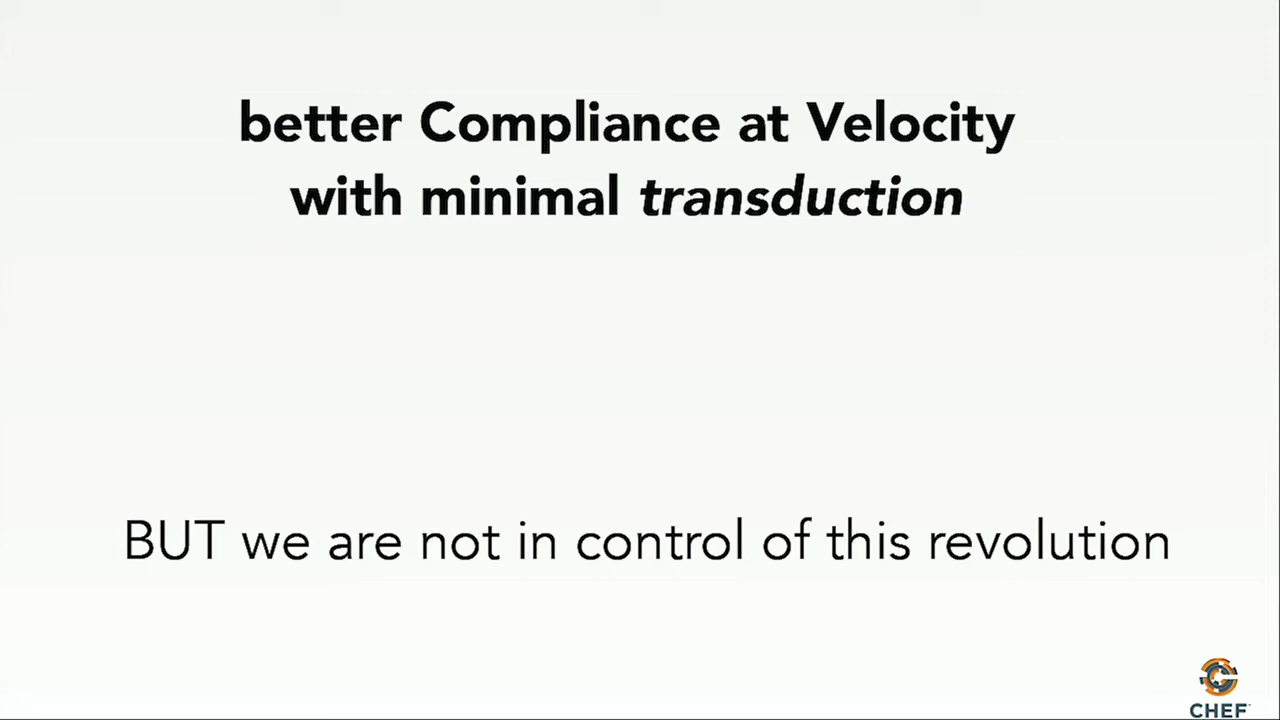 better Compliance at Velocity
with minimal transduction
BUT we are not in control of this revolution
CHEF